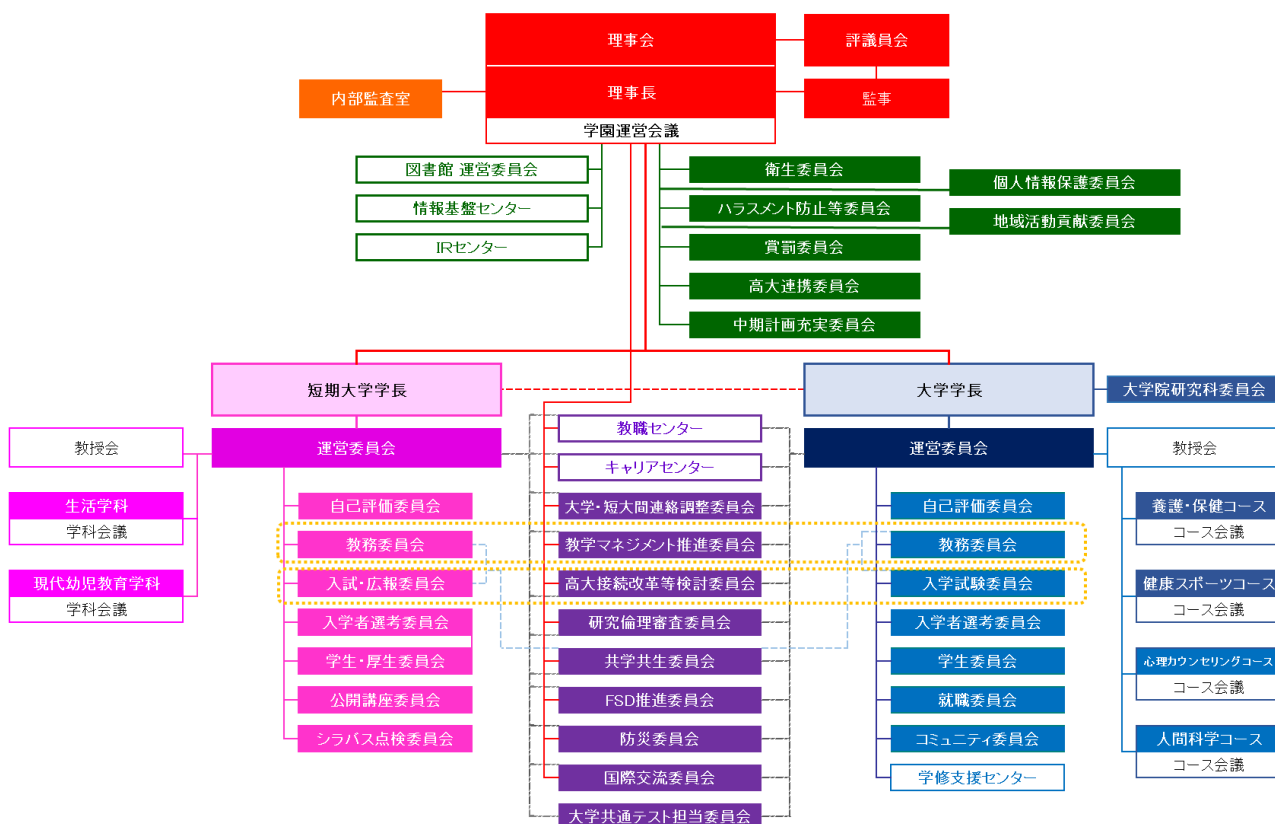 理事会
評議員会
理事長
監事
内部監査室
学園運営会議
図書館 運営委員会
情報基盤センター
IRセンター
衛生委員会
個人情報保護委員会
ハラスメント防止等委員会
地域活動貢献委員会
賞罰委員会
高大連携委員会
中期計画充実委員会
短期大学学長
大学学長
大学院研究科委員会
教授会
運営委員会
生活学科
学科会議
現代幼児教育学科
学科会議
自己評価委員会
教務委員会
入試・広報委員会
入学者選考委員会
学生・厚生委員会
公開講座委員会
シラバス点検委員会
教職センター
キャリアセンター
大学・短大間連絡調整委員会
教学マネジメント推進委員会
高大接続改革等検討委員会
研究倫理審査委員会
共学共生委員会
FSD推進委員会
防災委員会
国際交流委員会
大学共通テスト担当委員会
運営委員会
自己評価委員会
教務委員会
入学試験委員会
入学者選考委員会
学生委員会
就職委員会
コミュニティ委員会
学修支援センター
教授会
養護・保健コース
コース会議
健康スポーツコース
コース会議
心理カウンセリングコース
コース会議
人間科学コース
コース会議